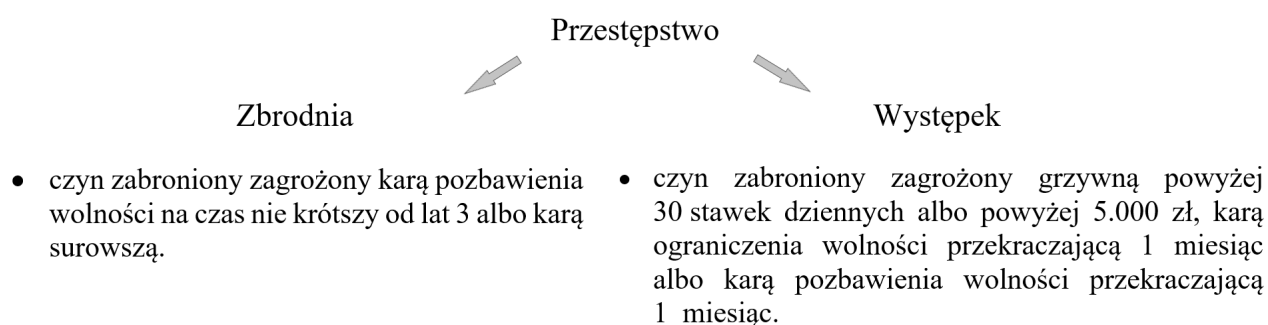 Przestępstwo
Zbrodnia
• czyn zabroniony zagrożony karą pozbawienia
wolności na czas nie krótszy od lat 3 albo karą
surowszą.
Występek
• czyn zabroniony zagrożony grzywną powyżej
30 stawek dziennych albo powyżej 5.000 zł, karą
ograniczenia wolności przekraczającą 1 miesiąc
albo karą pozbawienia wolności przekraczającą
1 miesiąc.